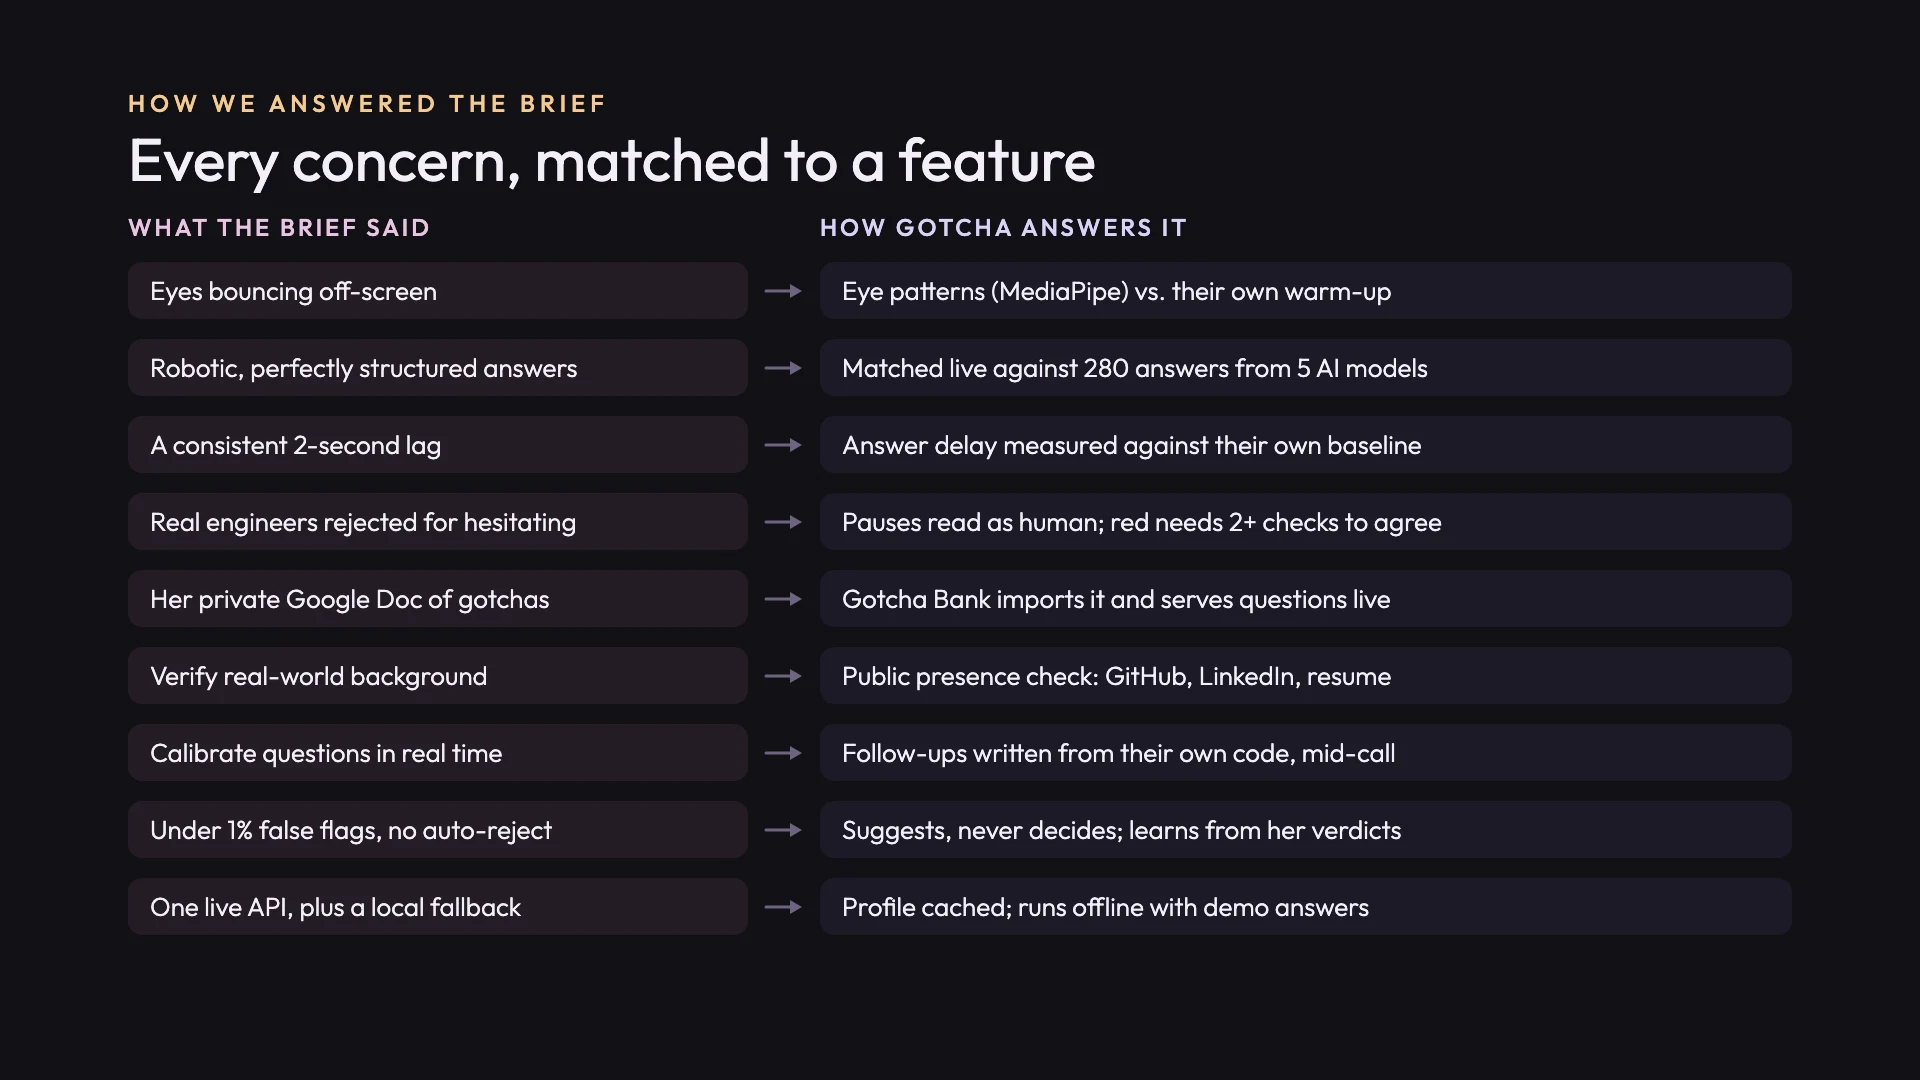 HOW WE ANSWERED THE BRIEF
Every concern, matched to a feature
WHAT THE BRIEF SAID
HOW GOTCHA ANSWERS IT
Eyes bouncing off-screen
Eye patterns (MediaPipe) vs. their own warm-up
Robotic, perfectly structured answers
Matched live against 280 answers from 5 AI models
A consistent 2-second lag
Answer delay measured against their own baseline
Real engineers rejected for hesitating
Pauses read as human; red needs 2+ checks to agree
Her private Google Doc of gotchas
Gotcha Bank imports it and serves questions live
Verify real-world background
Public presence check: GitHub, LinkedIn, resume
Calibrate questions in real time
Follow-ups written from their own code, mid-call
Under 1% false flags, no auto-reject
Suggests, never decides; learns from her verdicts
One live API, plus a local fallback
Profile cached; runs offline with demo answers